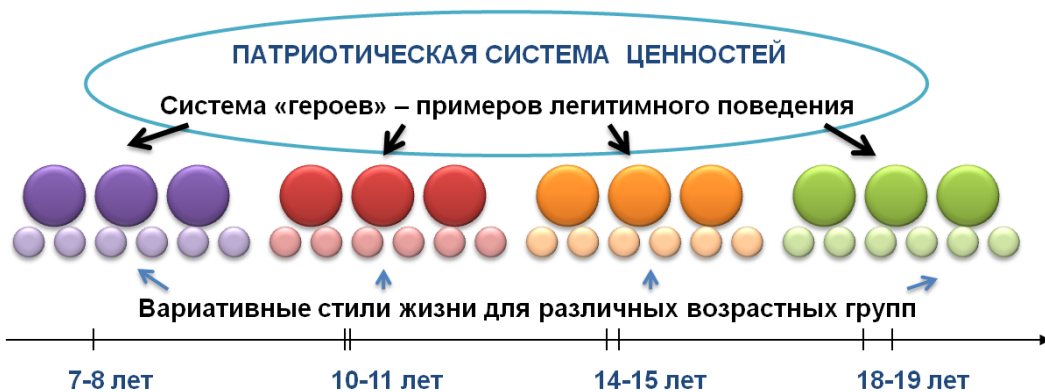 ПАТРИОТИЧЕСКАЯ СИСТЕМА ЦЕННОСТЕЙ
Система «героев» – примеров легитимного поведения
Вариативные стили жизни для различных возрастных групп
7-8 лет 10-11 лет 14-15 лет 18-19 лет